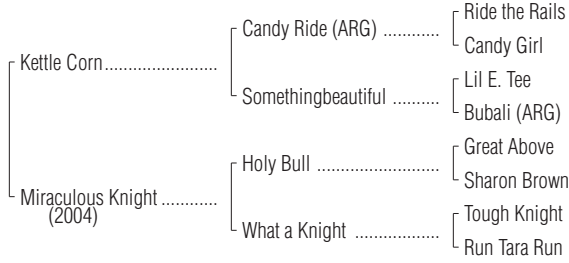 Ride the Rails
Candy Ride (ARG) ............
Candy Girl
Kettle Corn........................
Lil E. Tee
Somethingbeautiful ..........
Bubali (ARG)
Great Above
Holy Bull ..........................
Sharon Brown
Miraculous Knight ............
(2004)
Tough Knight
What a Knight ..................
Run Tara Run